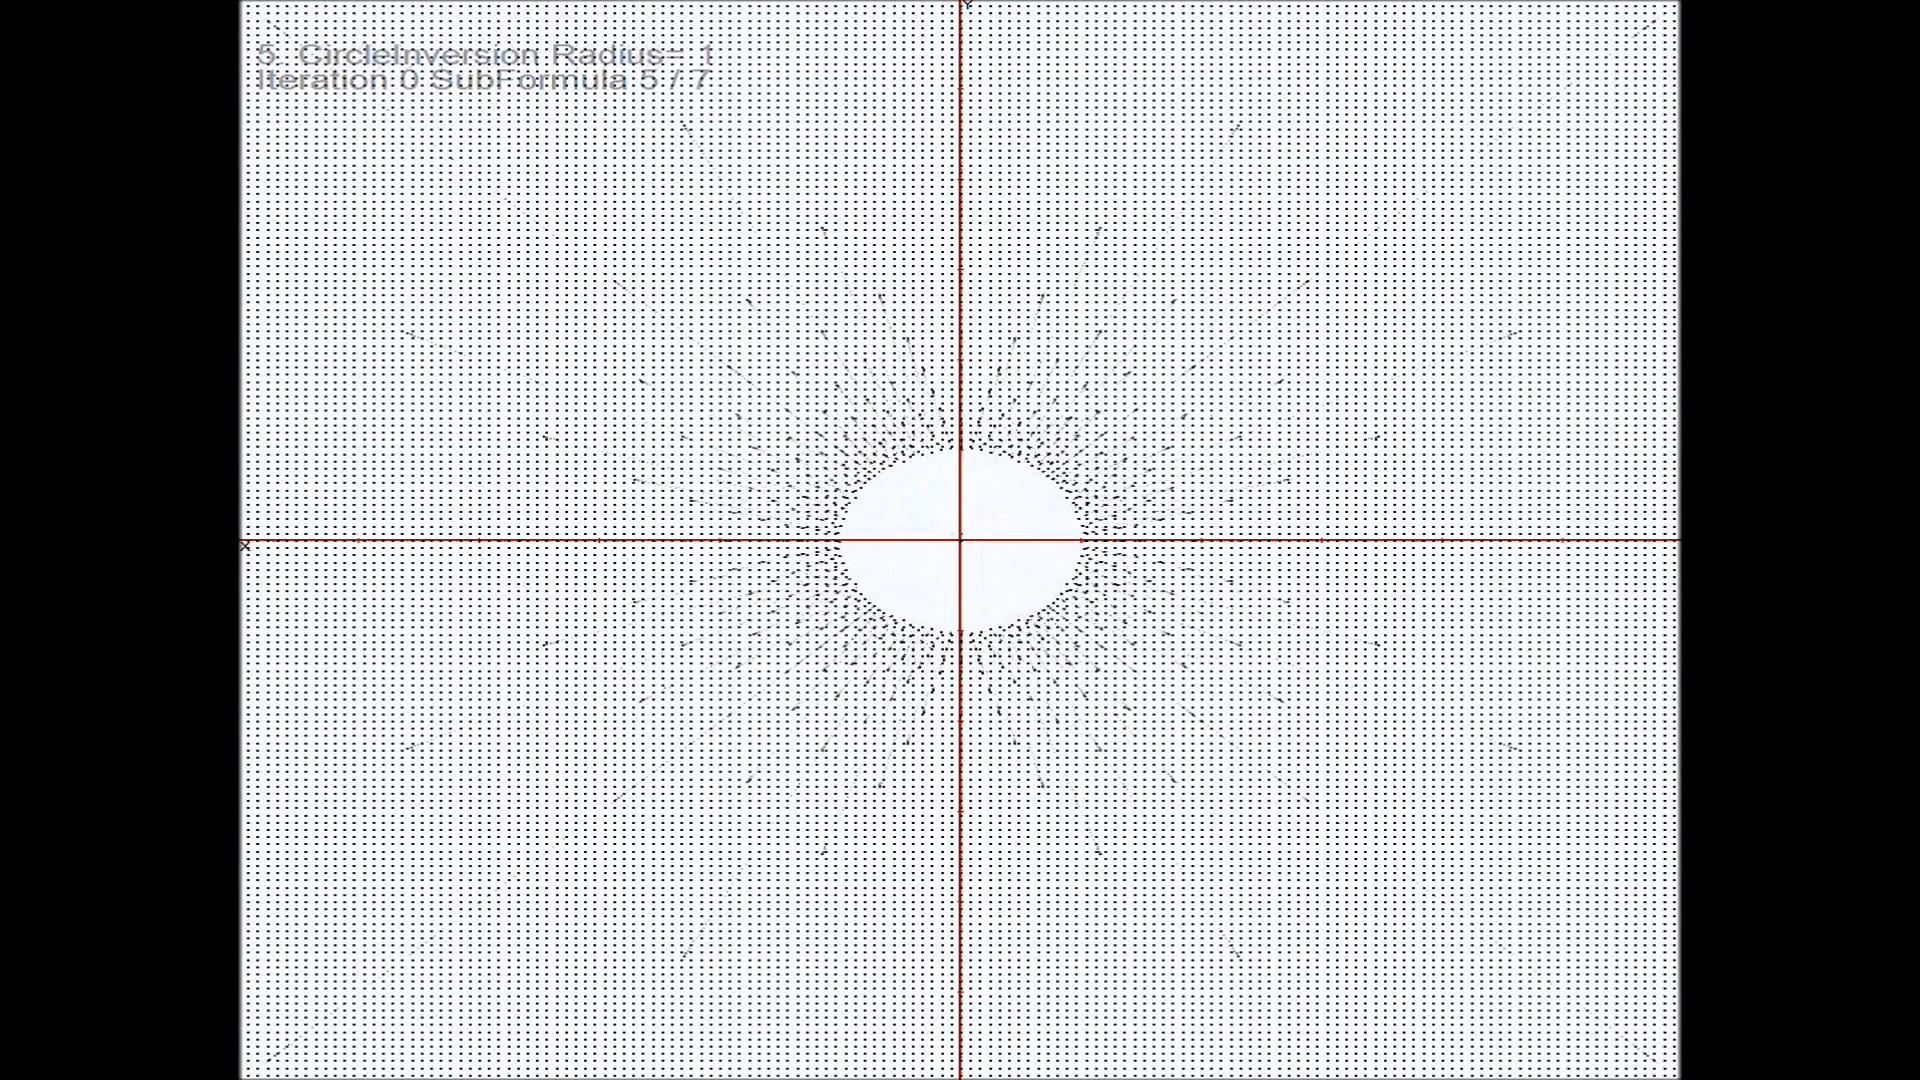 Y
5. CircleInversion Radius= 1
Iteration 0 SubFormula 5 / 7
X